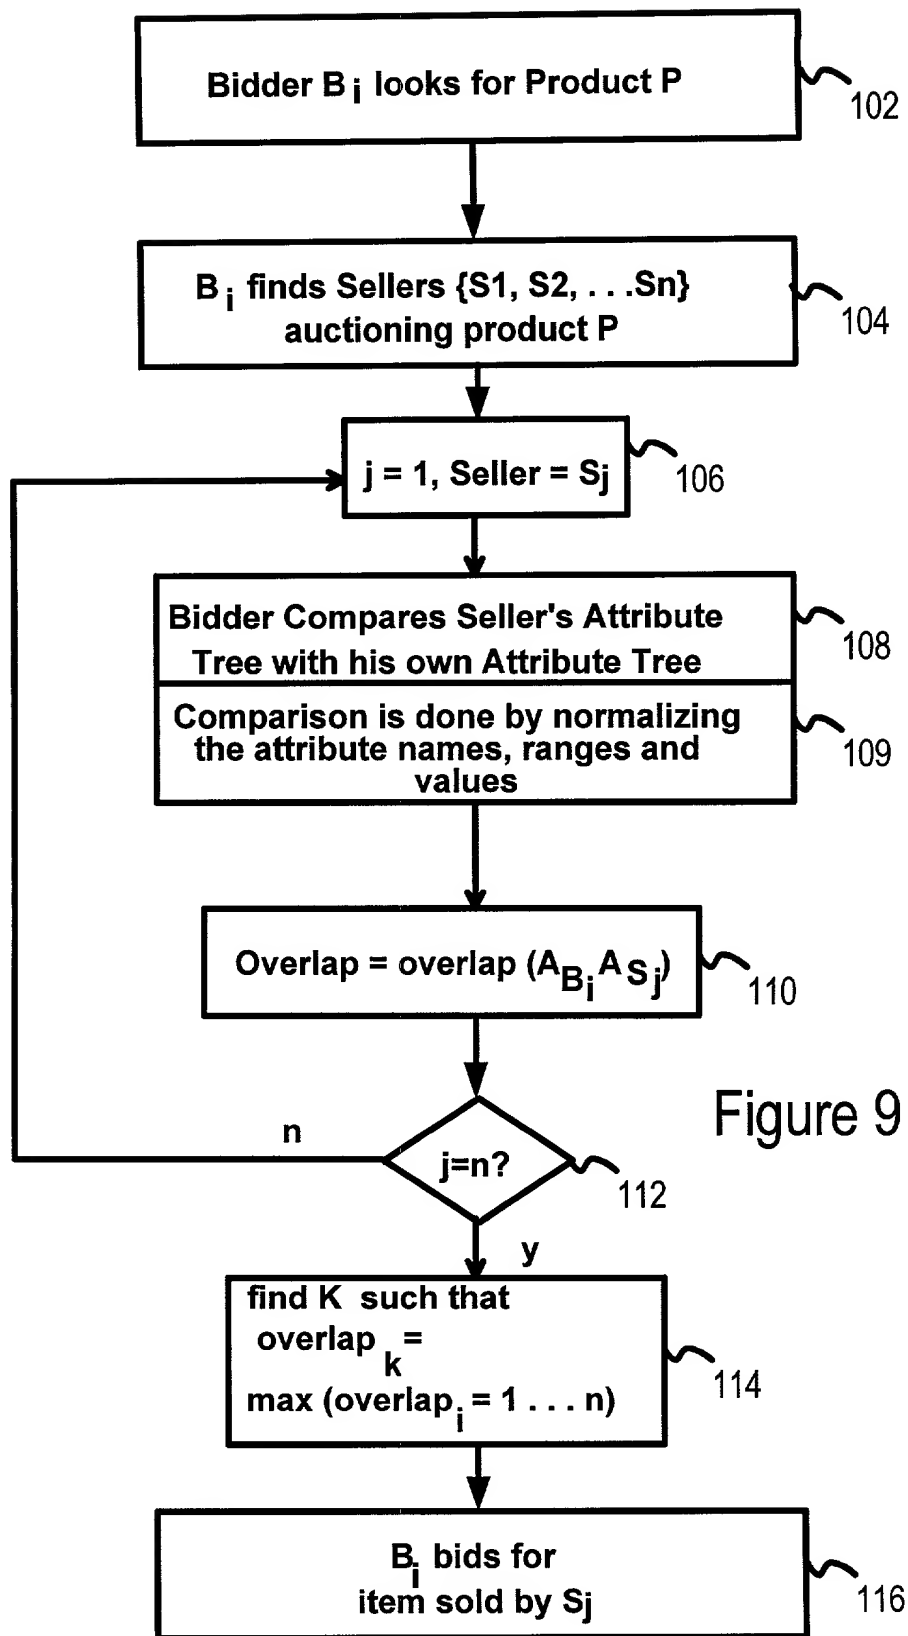 Bidder B i looks for Product P
102
B i finds Sellers {S1, S2, . . .Sn}
auctioning product P
104
j = 1, Seller = Sj
106
Bidder Compares Seller's Attribute
Tree with his own Attribute Tree
108
Comparison is done by normalizing
the attribute names, ranges and
values
109
Overlap = overlap (A B i A S j)
110
Figure 9
n
j=n?
112
y
find K such that
overlap k =
max (overlap i = 1 . . . n)
114
B i bids for
item sold by Sj
116